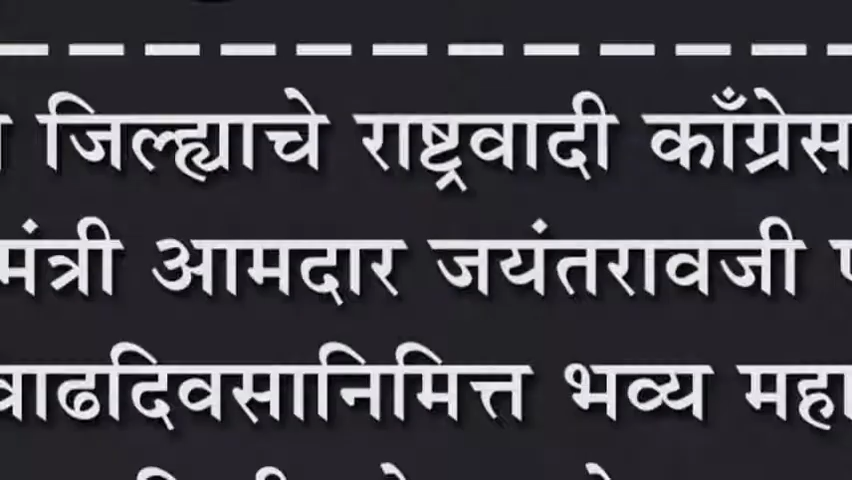 जिल्ह्याचे राष्ट्रवादी काँग्रेस
मंत्री आमदार जयंतरावजी
वाढदिवसानिमित्त भव्य महा